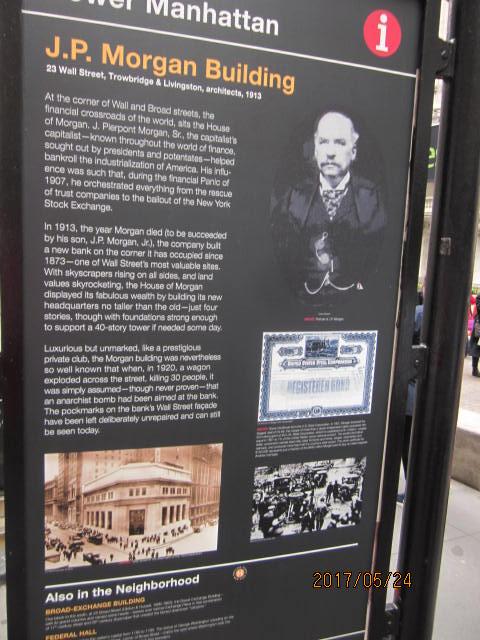 ower Manhattan
i
J.P. Morgan Building
23 Wall Street, Trowbridge & Livingston, architects, 1913
At the corner of Wall and Broad streets, the
financial crossroads of the world, sits the House
of Morgan. J. Pierpont Morgan, Sr., the capitalist's
capitalist—known throughout the world of finance,
sought out by presidents and potentates—helped
bankroll the industrialization of America. His influ-
ence was such that, during the financial Panic of
1907, he orchestrated everything from the rescue
of trust companies to the bailout of the New York
Stock Exchange.
In 1913, the year Morgan died (to be succeeded
by his son, J.P. Morgan, Jr.), the company built
a new bank on the corner it has occupied since
1873—one of Wall Street's most valuable sites.
With skyscrapers rising on all sides, and land
values skyrocketing, the House of Morgan
displayed its fabulous wealth by building its new
headquarters no taller than the old—just four
stories, though with foundations strong enough
to support a 40-story tower if needed some day.
Luxurious but unmarked, like a prestigious
private club, the Morgan building was nevertheless
so well known that when, in 1920, a wagon
exploded across the street, killing 30 people, it
was simply assumed—though never proven—that
an anarchist bomb had been aimed at the bank.
The pockmarks on the bank's Wall Street façade
have been left deliberately unrepaired and can still
be seen today.
UNITED STATES STEEL CORPORATION
REGISTERED BOND
Also in the Neighborhood
BROAD-EXCHANGE BUILDING
FEDERAL HALL
2017/05/24